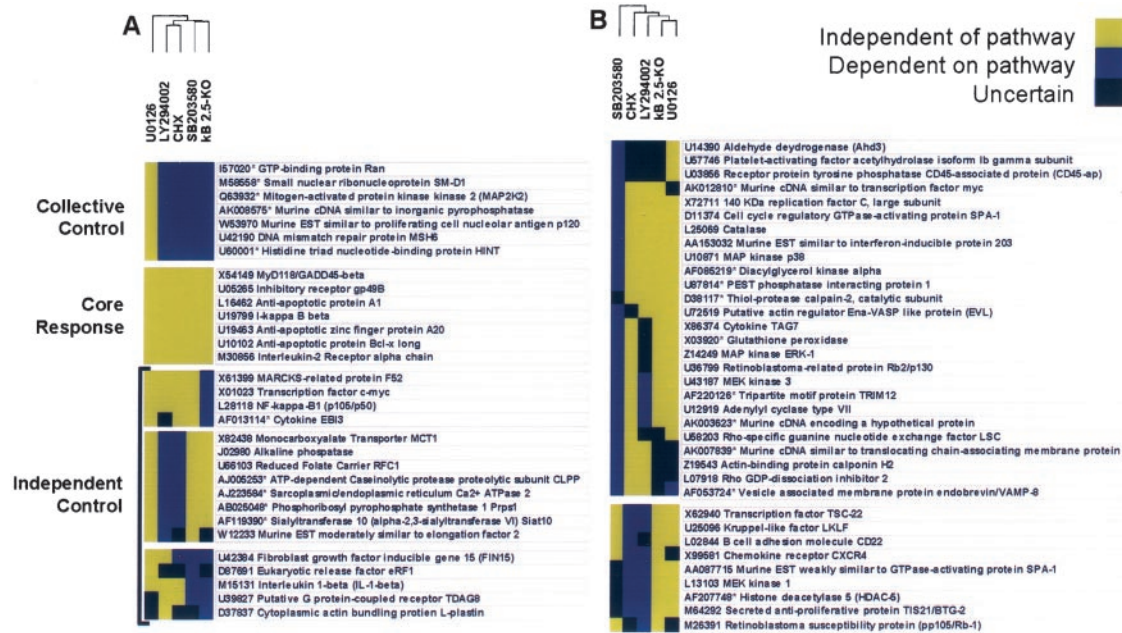 A
U0126
LY294002
CHX
SB203580
kB 2.5-KO
Collective
Control
I57020* GTP-binding protein Ran
M58558* Small nuclear ribonucleoprotein SM-D1
Q63932* Mitogen-activated protein kinase kinase 2 (MAP2K2)
AK008575* Murine cDNA similar to inorganic pyrophosphatase
W53970 Murine EST similar to proliferating cell nucleolar antigen p120
U42190 DNA mismatch repair protein MSH6
U60001* Histidine triad nucleotide-binding protein HINT
Core
Response
X54149 MyD118/GADD45-beta
U05265 Inhibitory receptor gp49B
L16462 Anti-apoptotic protein A1
U19799 I-kappa B beta
U19463 Anti-apoptotic zinc finger protein A20
U10102 Anti-apoptotic protein Bcl-x long
M30856 Interleukin-2 Receptor alpha chain
Independent
Control
X61399 MARCKS-related protein F52
X01023 Transcription factor c-myc
L28118 NF-kappa-B1 (p105/p50)
AF013114* Cytokine EBI3
X82438 Monocarboxyalate Transporter MCT1
J02980 Alkaline phospatase
U66103 Reduced Folate Carrier RFC1
AJ005253* ATP-dependent Caseinolytic protease proteolytic subunit CLPP
AJ223584* Sarcoplasmic/endoplasmic reticulum Ca2+ ATPase 2
AB025048* Phosphoribosyl pyrophosphate synthetase 1 Prps1
AF119390* Sialyltransferase 10 (alpha-2,3-sialyltransferase VI) Siat10
W12233 Murine EST moderately similar to elongation factor 2
U42384 Fibroblast growth factor inducible gene 15 (FIN15)
D87691 Eukaryotic release factor eRF1
M15131 Interleukin 1-beta (IL-1-beta)
U39827 Putative G protein-coupled receptor TDAG8
D37837 Cytoplasmic actin bundling protien L-plastin
B
SB203580
CHX
LY294002
kB 2.5-KO
U0126
Independent of pathway
Dependent on pathway
Uncertain
U14390 Aldehyde deydrogenase (Ahd3)
U57746 Platelet-activating factor acetylhydrolase isoform Ib gamma subunit
U03856 Receptor protein tyrosine phosphatase CD45-associated protein (CD45-ap)
AK012810* Murine cDNA similar to transcription factor myc
X72711 140 KDa replication factor C, large subunit
D11374 Cell cycle regulatory GTPase-activating protein SPA-1
L25069 Catalase
AA153032 Murine EST similar to interferon-inducible protein 203
U10871 MAP kinase p38
AF085219* Diacylglycerol kinase alpha
U87814* PEST phosphatase interacting protein 1
D38117* Thiol-protease calpain-2, catalytic subunit
U72519 Putative actin regulator Ena-VASP like protein (EVL)
X86374 Cytokine TAG7
X03920* Glutathione peroxidase
Z14249 MAP kinase ERK-1
U36799 Retinoblastoma-related protein Rb2/p130
U43187 MEK kinase 3
AF220126* Tripartite motif protein TRIM12
U12919 Adenylyl cyclase type VII
AK003623* Murine cDNA encoding a hypothetical protein
U58203 Rho-specific guanine nucleotide exchange factor LSC
AK007839* Murine cDNA similar to translocating chain-associating membrane protein
Z19543 Actin-binding protein calponin H2
L07918 Rho GDP-dissociation inhibitor 2
AF053724* Vesicle associated membrane protein endobrevin/VAMP-8
X62940 Transcription factor TSC-22
U25096 Kruppel-like factor LKLF
L02844 B cell adhesion molecule CD22
X99581 Chemokine receptor CXCR4
AA087715 Murine EST weakly similar to GTPase-activating protein SPA-1
L13103 MEK kinase 1
AF207748* Histone deacetylase 5 (HDAC-5)
M64292 Secreted anti-proliferative protein TIS21/BTG-2
M26391 Retinoblastoma susceptibility protein (pp105/Rb-1)